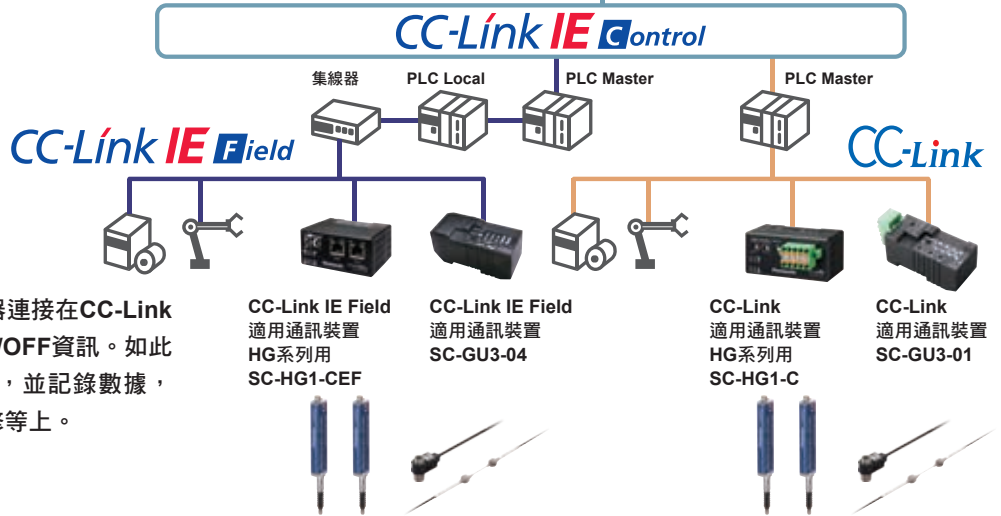 CC-Link IE Control
集線器
PLC Local
PLC Master
PLC Master
CC-Link IE Field
CC-Link
器連接在CC-Link
OFF資訊。如此
，並記錄數據，
等上。
CC-Link IE Field
適用通訊裝置
HG系列用
SC-HG1-CEF
CC-Link IE Field
適用通訊裝置
SC-GU3-04
CC-Link
適用通訊裝置
HG系列用
SC-HG1-C
CC-Link
適用通訊裝置
SC-GU3-01